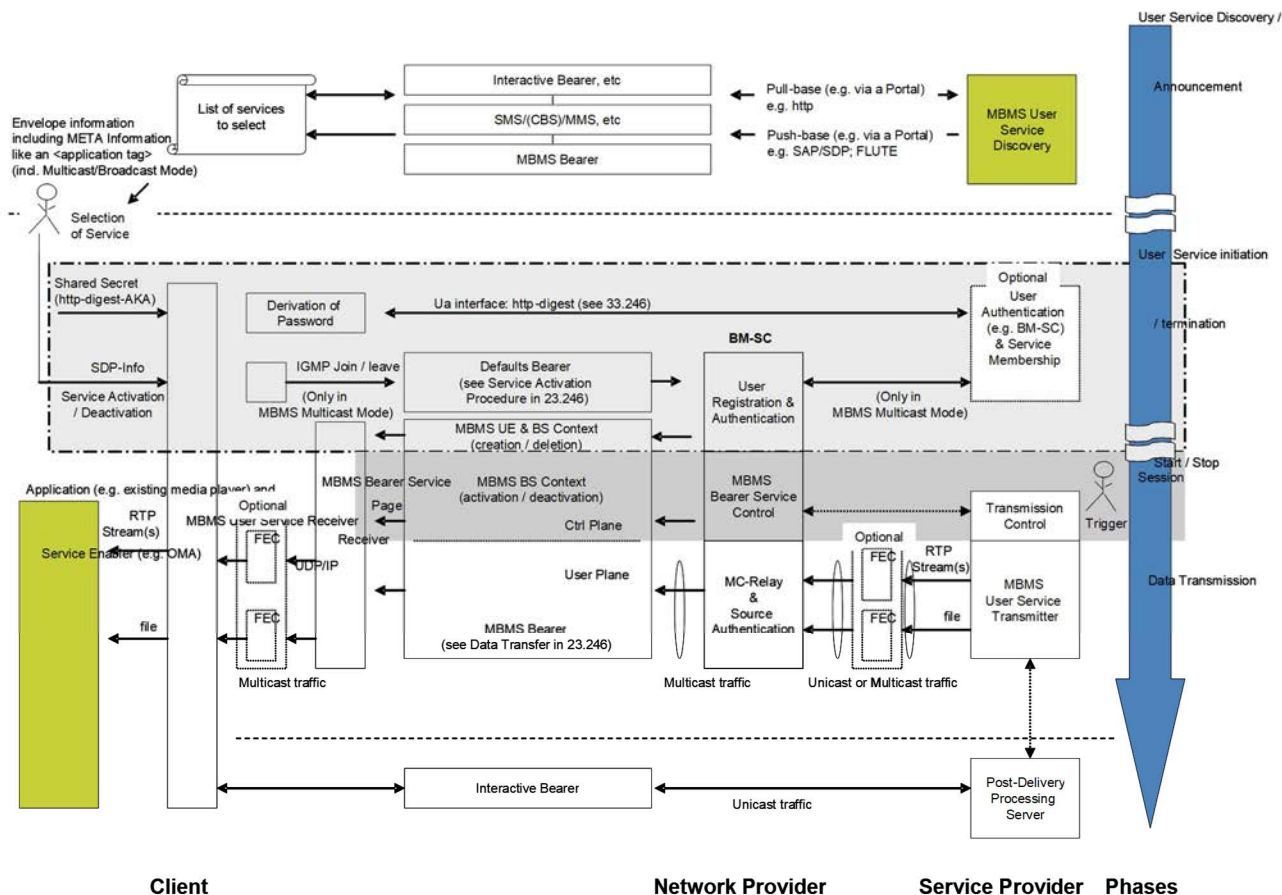 User Service Discovery /
Announcement
Interactive Bearer, etc
SMS/(CBS)/MMS, etc
MBMS Bearer
List of services
to select
Pull-base (e.g. via a Portal)
e.g. http
Push-base (e.g. via a Portal)
e.g. SAP/SDP; FLUTE
MBMS User
Service
Discovery
Envelope information
including META Information
like an <application tag>
(incl. Multicast/Broadcast Mode)
Selection
of Service
User Service initiation
/ termination
Shared Secret
(http-digest-AKA)
Derivation of
Password
Ua interface: http-digest (see 33.246)
Optional
User
Authentication
(e.g. BM-SC)
& Service
Membership
BM-SC
SDP-Info
Service Activation
/ Deactivation
IGMP Join / leave
(Only in
MBMS Multicast Mode)
Defaults Bearer
(see Service Activation
Procedure in 23.246)
User
Registration &
Authentication
(Only in
MBMS Multicast Mode)
MBMS UE & BS Context
(creation / deletion)
Start / Stop
Session
MBMS Bearer Service
Receiver
Page
MBMS BS Context
(activation / deactivation)
Ctrl Plane
MBMS
Bearer Service
Control
Transmission
Control
Trigger
Application (e.g. existing media player) and
Service Enabler (e.g. OMA)
RTP
Stream(s)
file
Optional
MBMS User Service Receiver
FEC
FEC
UDP/IP
User Plane
MBMS Bearer
(see Data Transfer in 23.246)
MC-Relay
&
Source
Authentication
Optional
FEC
FEC
RTP
Stream(s)
file
MBMS
User Service
Transmitter
Data Transmission
Multicast traffic
Multicast traffic
Unicast or Multicast traffic
Interactive Bearer
Unicast traffic
Post-Delivery
Processing
Server
Client
Network Provider
Service Provider
Phases